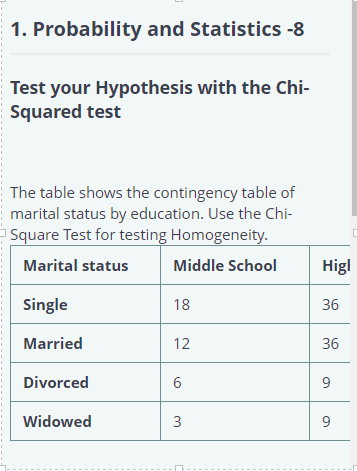 1. Probability and Statistics -8
Test your Hypothesis with the Chi-
Squared test
The table shows the contingency table of
marital status by education. Use the Chi-
Square Test for testing Homogeneity.
Marital status Middle School
Single 18 36
Married 12 36
Divorced 6 9
Widowed 3 9